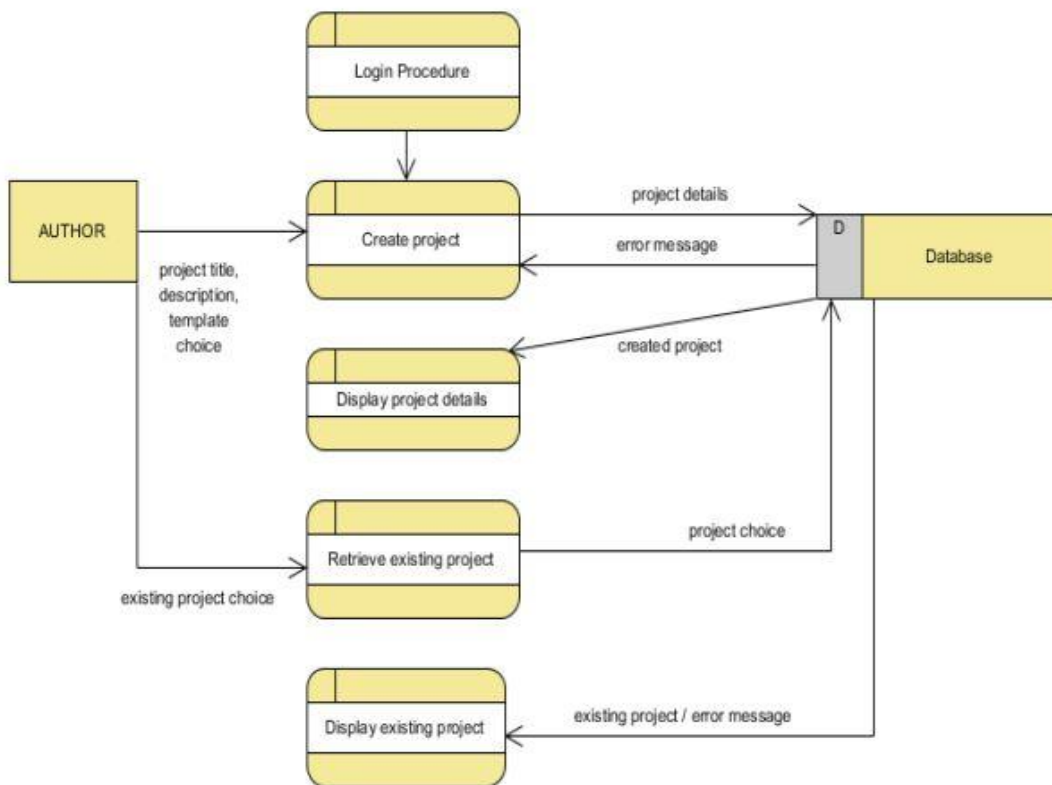 Login Procedure
AUTHOR
project title,
description,
template
choice
Create project
project details
error message
D
Database
created project
Display project details
Retrieve existing project
project choice
existing project choice
Display existing project
existing project / error message